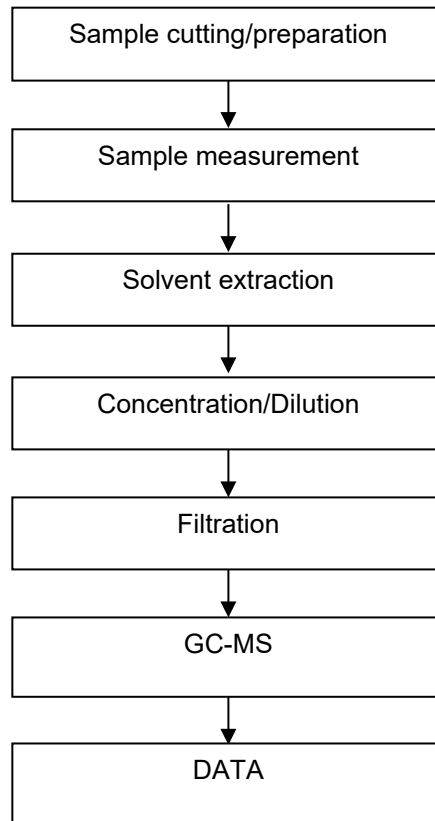 Sample cutting/preparation
Sample measurement
Solvent extraction
Concentration/Dilution
Filtration
GC-MS
DATA